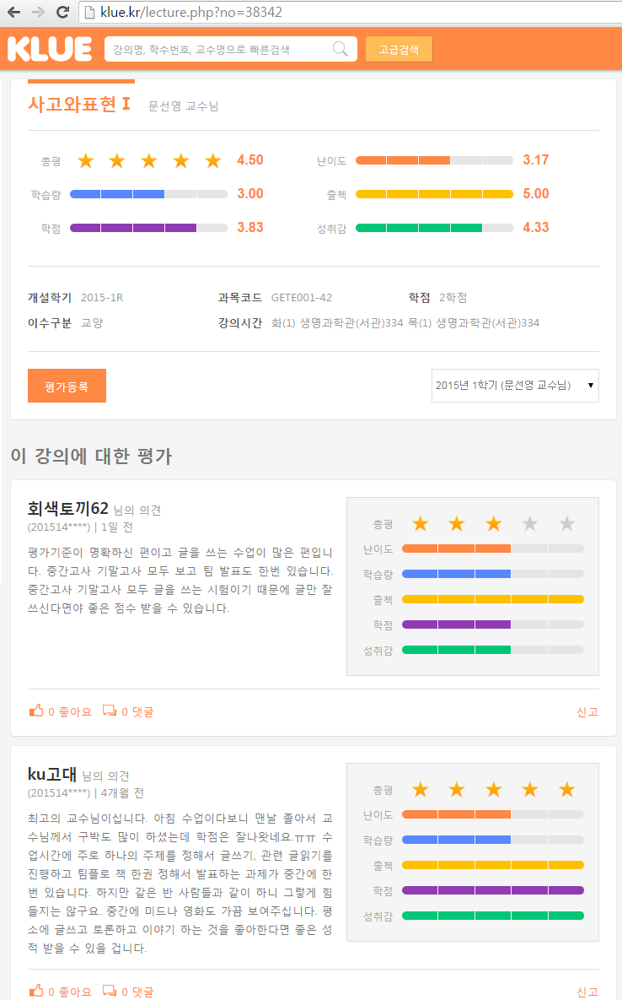 klue.kr/lecture.php?no=38342
KLUE 강의명, 학수번호, 교수명으로 빠른검색 고급검색
사고와표현 I 문선영 교수님
총평 4.50 난이도 3.17
학습량 3.00 출첵 5.00
학점 3.83 성취감 4.33
개설학기 2015-1R 과목코드 GETE001-42 학점 2학점
이수구분 교양 강의시간 화(1) 생명과학관(서관)334 목(1) 생명과학관(서관)334
평가등록 2015년 1학기 (문선영 교수님)
이 강의에 대한 평가
회색토끼62 님의 의견
(201514****) | 1일 전
평가기준이 명확하신 편이고 글을 쓰는 수업이 많은 편입니
다. 중간고사 기말고사 모두 보고 팀 발표도 한번 있습니다.
중간고사 기말고사 모두 글을 쓰는 시험이기 때문에 글만 잘
쓰신다면야 좋은 점수 받을 수 있습니다.
총평
난이도
학습량
출첵
학점
성취감
0 좋아요 0 댓글 신고
ku고대 님의 의견
(201514****) | 4개월 전
최고의 교수님이십니다. 아침 수업이다보니 맨날 졸아서 교
수님께서 구박도 많이 하셨는데 학점은 잘나왓네요.ㅠㅠ 수
업시간에 주로 하나의 주제를 정해서 글쓰기, 관련 글읽기를
진행하고 팀플로 책 한권 정해서 발표하는 과제가 중간에 한
번 있습니다. 하지만 같은 반 사람들과 같이 하니 그렇게 힘
들지는 않구요. 중간에 미드나 영화도 가끔 보여주십니다. 평
소에 글쓰고 토론하고 이야기 하는 것을 좋아한다면 좋은 성
적 받을 수 있을 겁니다.
총평
난이도
학습량
출첵
학점
성취감
0 좋아요 0 댓글 신고